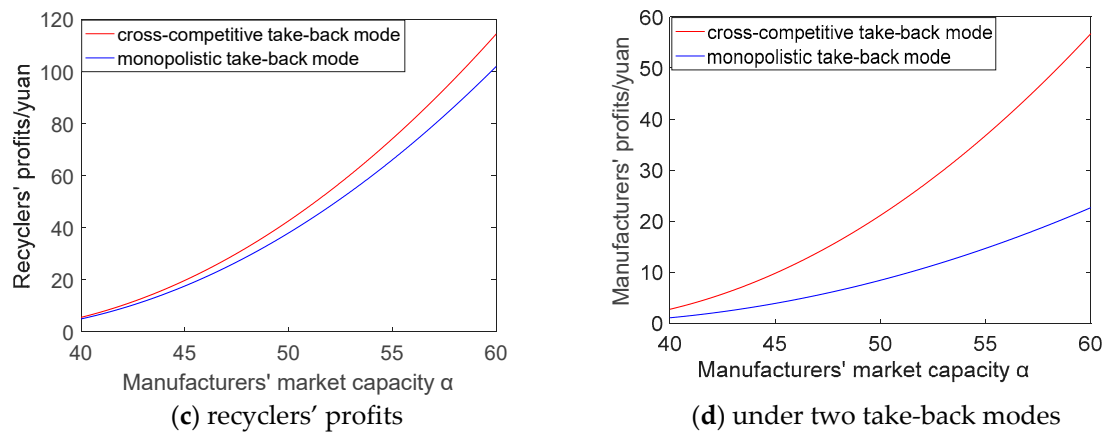 120
100
80
60
40
20
0
Recyclers' profits/yuan
cross-competitive take-back mode
monopolistic take-back mode
40 45 50 55 60
Manufacturers' market capacity α
(c) recyclers’ profits
60
50
40
30
20
10
0
Manufacturers' profits/yuan
cross-competitive take-back mode
monopolistic take-back mode
40 45 50 55 60
Manufacturers' market capacity α
(d) under two take-back modes